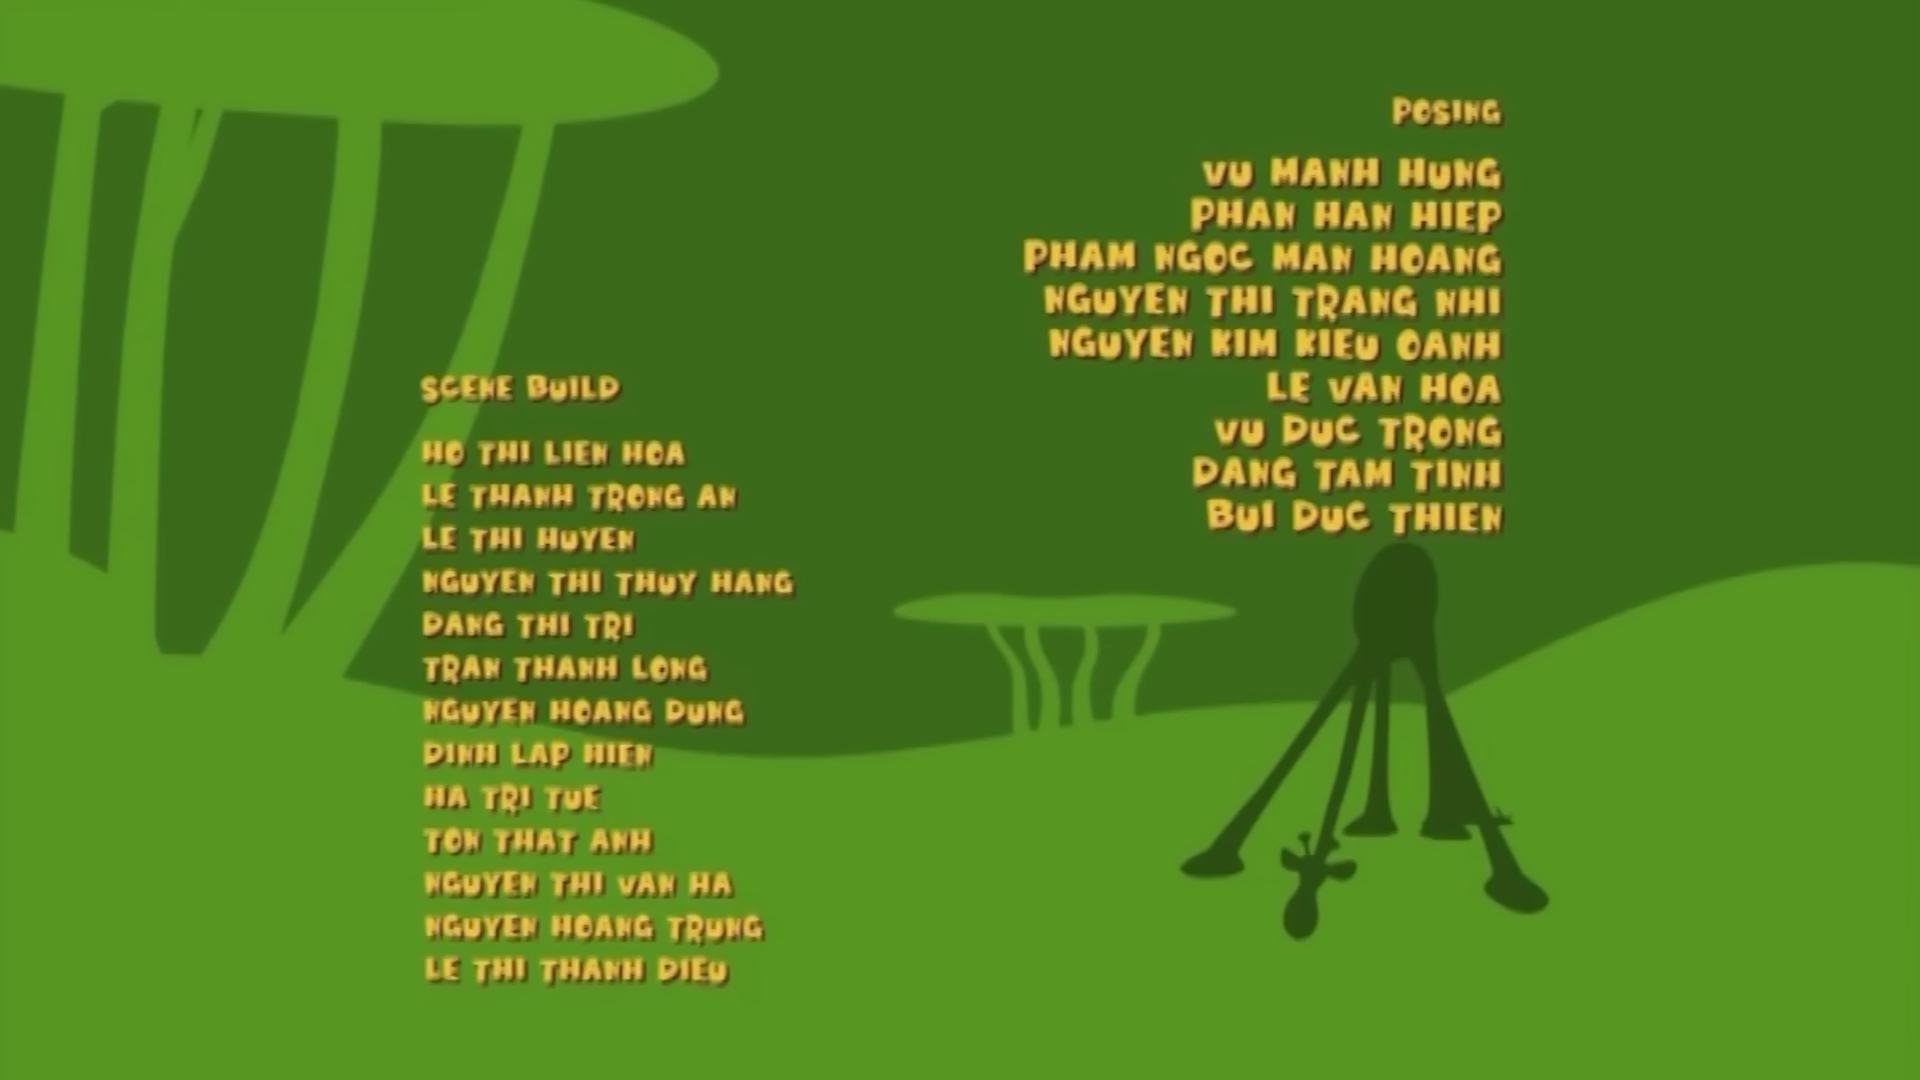 SCENE BUILD
HO THI LIEN HOA
LE THANH TRONG AN
LE THI HUYEN
NGUYEN THI THUY HANG
DANG THI TRI
TRAN THANH LONG
NGUYEN HOANG DUNG
DINH LAP HIEN
HA TRI TUE
TON THAT ANH
NGUYEN THI VAN HA
NGUYEN HOANG TRUNG
LE THI THANH DIEU
POSING
VU MANH HUNG
PHAN HAN HIEP
PHAM NGOC MAN HOANG
NGUYEN THI TRANG NHI
NGUYEN KIM KIEU OANH
LE VAN HOA
VU DUC TRONG
DANG TAM TINH
BUI DUC THIEN